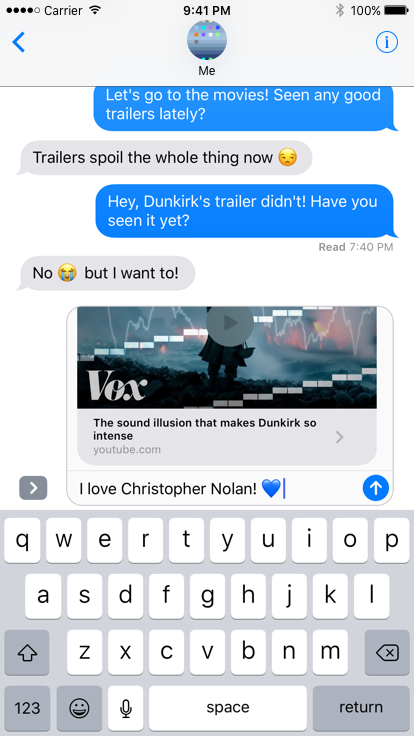 Carrier 9:41 PM 100%
Me
Let's go to the movies! Seen any good
trailers lately?
Trailers spoil the whole thing now 😒
Hey, Dunkirk's trailer didn't! Have you
seen it yet?
Read 7:40 PM
No 😭 but I want to!
Vox
The sound illusion that makes Dunkirk so
intense
youtube.com
I love Christopher Nolan! 💙
q w e r t y u i o p
a s d f g h j k l
z x c v b n m
123 space return